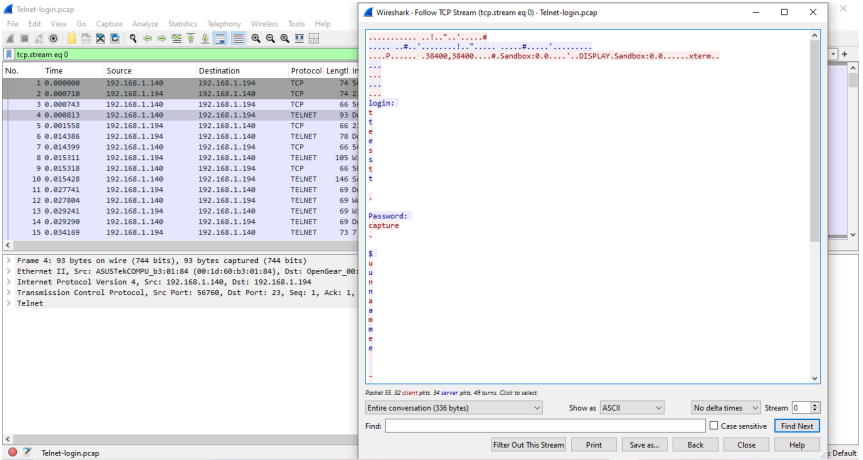 Telnet-login.pcap
File Edit View Go Capture Analyze Statistics Telephony Wireless Tools Help
tcp.stream eq 0
No. Time Source Destination Protocol Lengtl In
1 0.000000 192.168.1.140 192.168.1.194 TCP 74 56
2 0.000710 192.168.1.194 192.168.1.140 TCP 74 23
3 0.000743 192.168.1.140 192.168.1.194 TCP 66 56
4 0.000813 192.168.1.140 192.168.1.194 TELNET 93 Do
5 0.001558 192.168.1.194 192.168.1.140 TCP 66 23
6 0.014386 192.168.1.194 192.168.1.140 TELNET 78 Do
7 0.014399 192.168.1.140 192.168.1.194 TCP 66 56
8 0.015311 192.168.1.194 192.168.1.140 TELNET 105 Wi
9 0.015318 192.168.1.140 192.168.1.194 TCP 66 56
10 0.015428 192.168.1.140 192.168.1.194 TELNET 146 Su
11 0.027741 192.168.1.194 192.168.1.140 TELNET 69 Do
12 0.027804 192.168.1.140 192.168.1.194 TELNET 69 Wo
13 0.029241 192.168.1.194 192.168.1.140 TELNET 69 Wi
14 0.029290 192.168.1.140 192.168.1.194 TELNET 69 Do
15 0.034169 192.168.1.194 192.168.1.140 TELNET 73 7
Frame 4: 93 bytes on wire (744 bits), 93 bytes captured (744 bits)
Ethernet II, Src: ASUSTekCOMPU_b3:01:84 (00:1d:60:b3:01:84), Dst: OpenGear_00:
Internet Protocol Version 4, Src: 192.168.1.140, Dst: 192.168.1.194
Transmission Control Protocol, Src Port: 56760, Dst Port: 23, Seq: 1, Ack: 1,
Telnet
Telnet-login.pcap
Default
Wireshark - Follow TCP Stream (tcp.stream eq 0) - Telnet-login.pcap
........... ..!.."..'.....#
..... ..#..'........!.."..... .....#.....'.........
....P...... .38400,38400....#.Sandbox:0.0....'..DISPLAY.Sandbox:0.0......xterm..
...
...
...
...
login:
t
t
e
e
s
s
t
t
.
Password:
capture
.
$
u
u
n
n
a
a
m
m
e
e
-
Packet 55. 32 client pkts, 34 server pkts, 49 turns. Click to select.
Entire conversation (336 bytes) Show as ASCII No delta times Stream 0
Find: Case sensitive Find Next
Filter Out This Stream Print Save as... Back Close Help